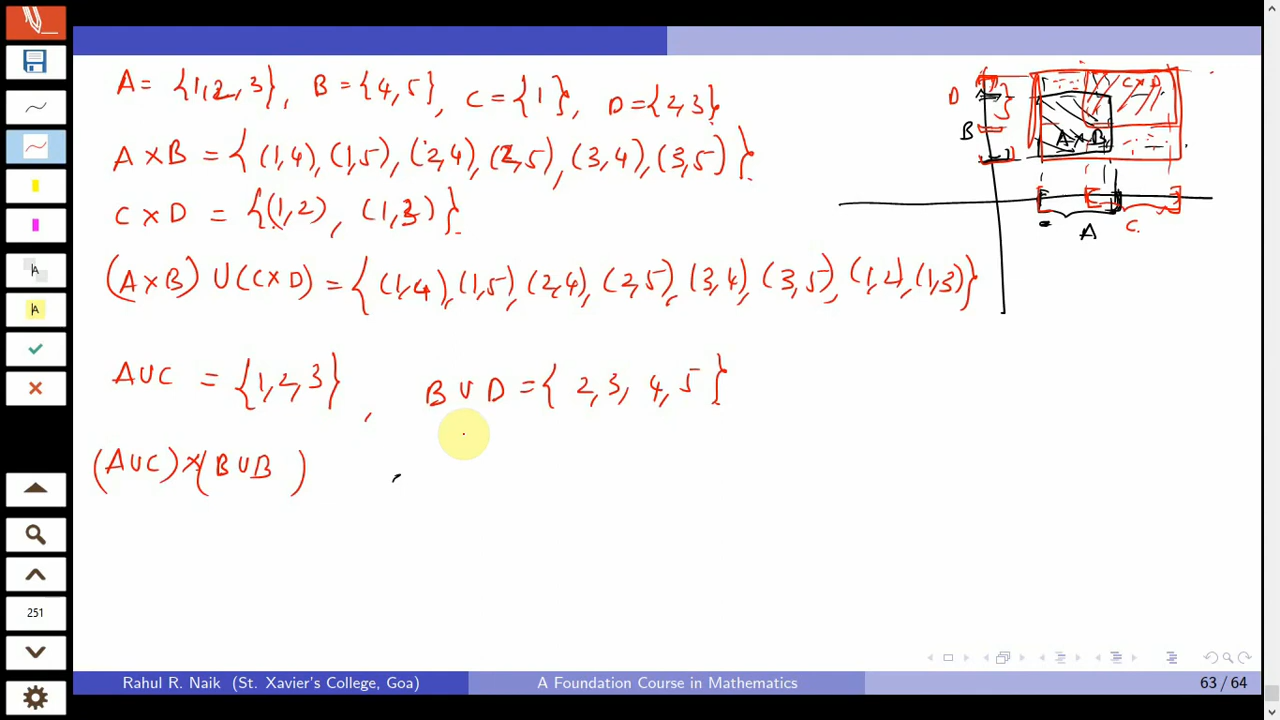 A = {1,2,3}, B = {4,5}, C = {1}, D = {2,3}
A × B = {(1,4), (1,5), (2,4), (2,5), (3,4), (3,5)}
C × D = {(1,2), (1,3)}
(A×B) ∪ (C×D) = {(1,4), (1,5), (2,4), (2,5), (3,4), (3,5), (1,2), (1,3)}
A∪C = {1,2,3}, B ∪ D = {2,3, 4,5}
(A∪C)×(B∪B)
D
B
C×D
A×B
A
C
251
Rahul R. Naik (St. Xavier's College, Goa)
A Foundation Course in Mathematics
63 / 64
A
A